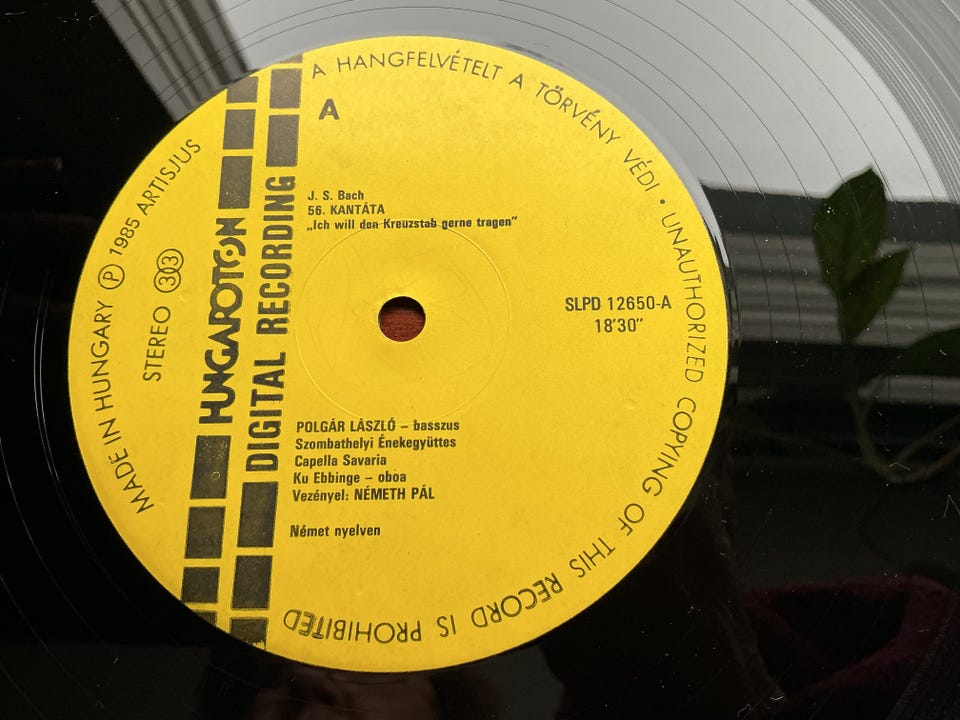 A HANGFELVÉTELT A TÖRVÉNY VÉDI • UNAUTHORIZED COPYING OF THIS RECORD IS PROHIBITED
MADE IN HUNGARY Ⓟ 1985 ARTISJUS
STEREO 33
HUNGAROTON
DIGITAL RECORDING
A
J. S. Bach
56. KANTÁTA
„Ich will den Kreuzstab gerne tragen”
SLPD 12650-A
18’30”
POLGÁR LÁSZLÓ – basszus
Szombathelyi Énekegyüttes
Capella Savaria
Ku Ebbinge – oboa
Vezényel: NÉMETH PÁL
Német nyelven